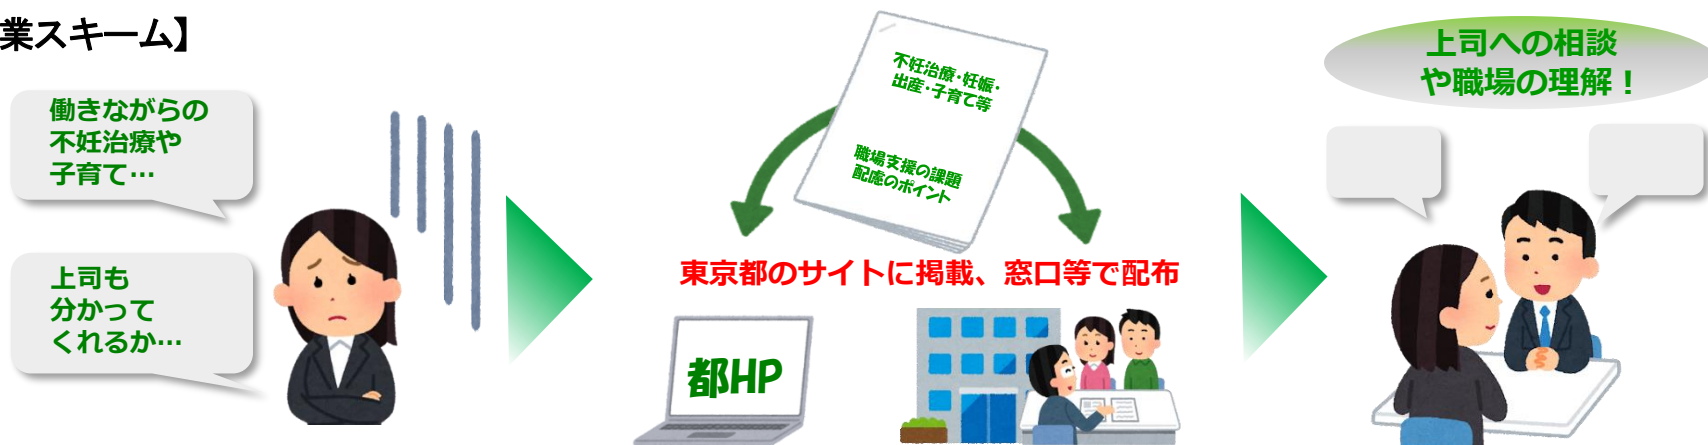 業スキーム】
働きながらの
不妊治療や
子育て…
上司も
分かって
くれるか…
不妊治療・妊娠・
出産・子育て等
職場支援の課題
配慮のポイント
東京都のサイトに掲載、窓口等で配布
都HP
上司への相談
や職場の理解！